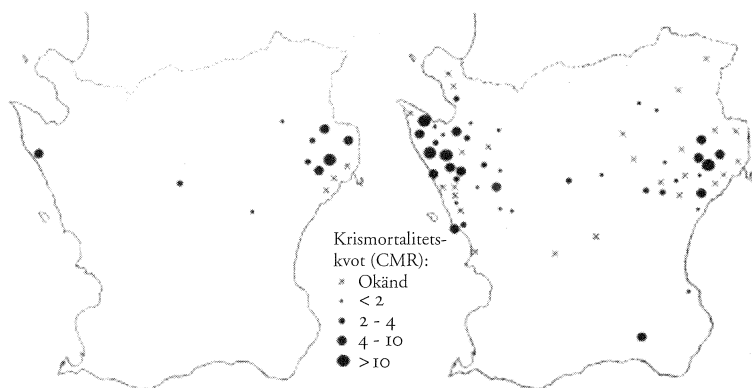 Krismortalitets-
kvot (CMR):
Okänd
< 2
2 - 4
4 - 10
>10